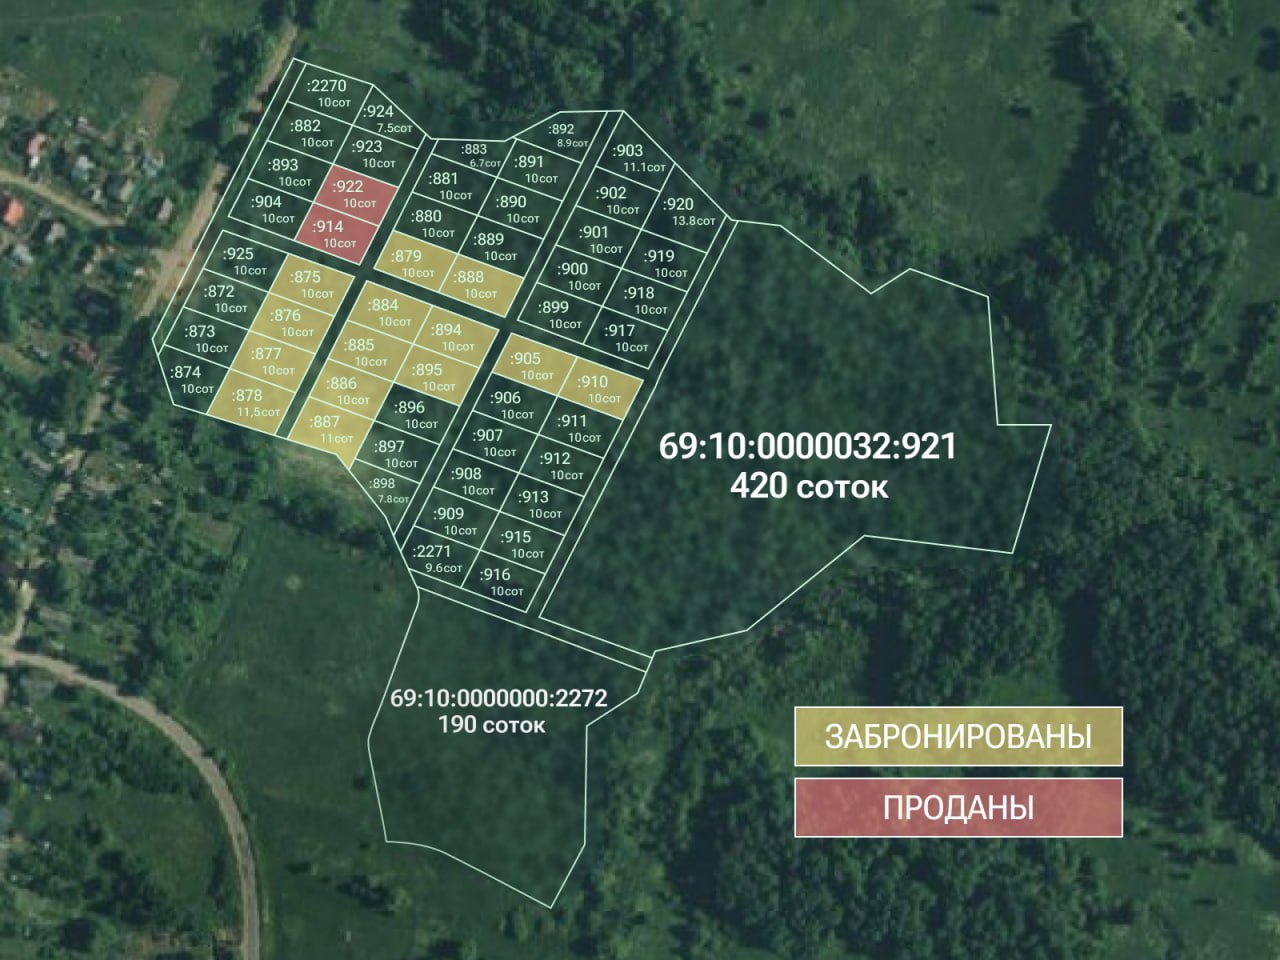 :2270
10сот
:924
7.5сот
:882
10сот
:923
10сот
:893
10сот
:922
10сот
:904
10сот
:914
10сот
:883
6.7сот
:892
8.9сот
:881
10сот
:891
10сот
:880
10сот
:890
10сот
:879
10сот
:889
10сот
:888
10сот
:903
11.1сот
:902
10сот
:920
13.8сот
:901
10сот
:919
10сот
:900
10сот
:918
10сот
:899
10сот
:917
10сот
:925
10сот
:875
10сот
:872
10сот
:876
10сот
:873
10сот
:877
10сот
:874
10сот
:878
11,5сот
:884
10сот
:894
10сот
:885
10сот
:895
10сот
:886
10сот
:896
10сот
:887
11сот
:897
10сот
:898
7.8сот
:905
10сот
:910
10сот
:906
10сот
:911
10сот
:907
10сот
:912
10сот
:908
10сот
:913
10сот
:909
10сот
:915
10сот
:2271
9.6сот
:916
10сот
69:10:0000032:921
420 соток
69:10:0000000:2272
190 соток
ЗАБРОНИРОВАНЫ
ПРОДАНЫ